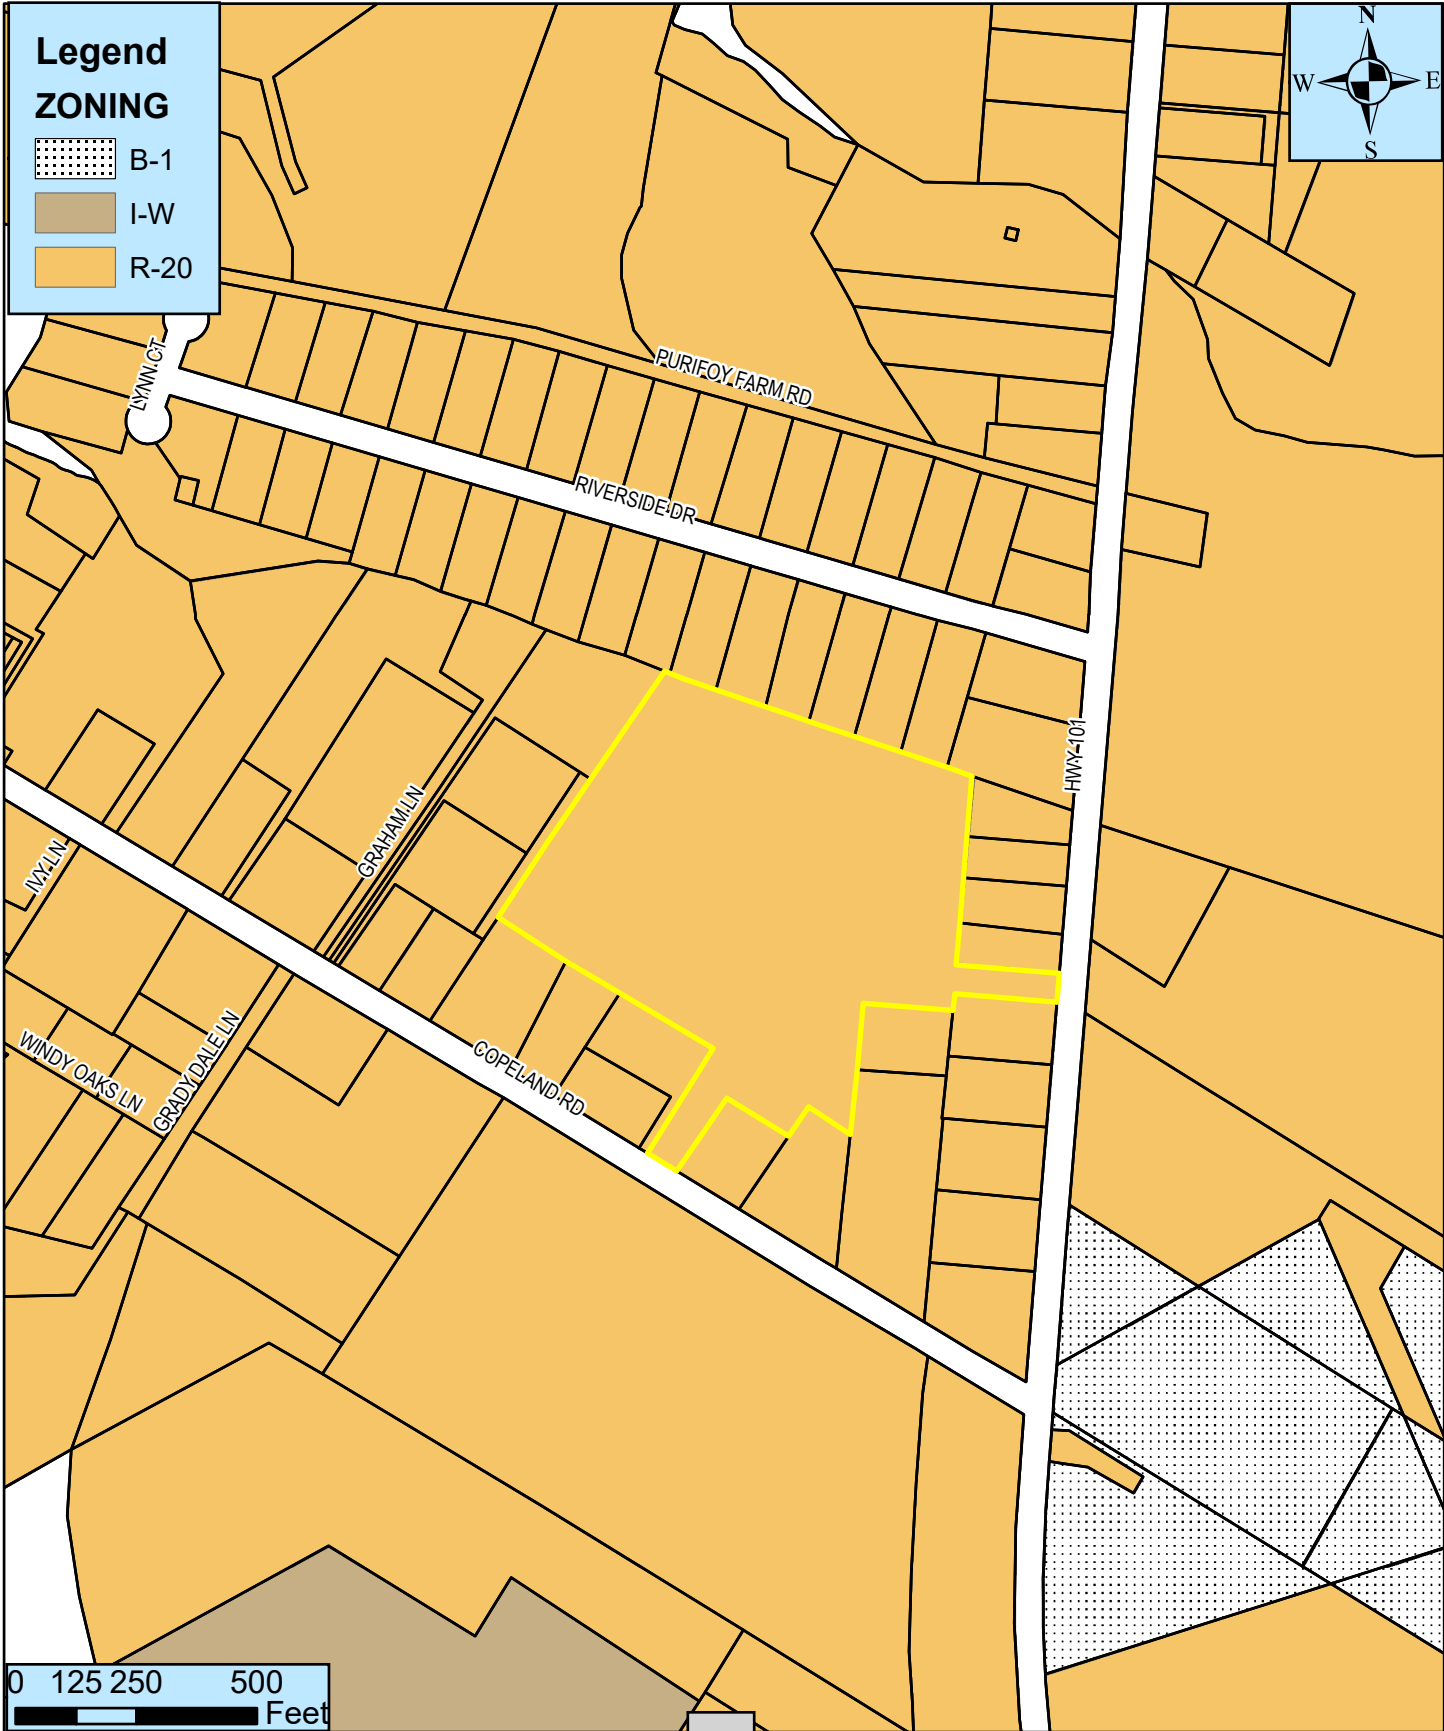 Legend
ZONING
B-1
I-W
R-20
N
W
E
S
LYNN CT
PURIFOY FARM RD
RIVERSIDE DR
HWY 101
GRAHAM LN
IVY LN
COPELAND RD
WINDY OAKS LN
GRADY DALE LN
0 125 250 500
Feet